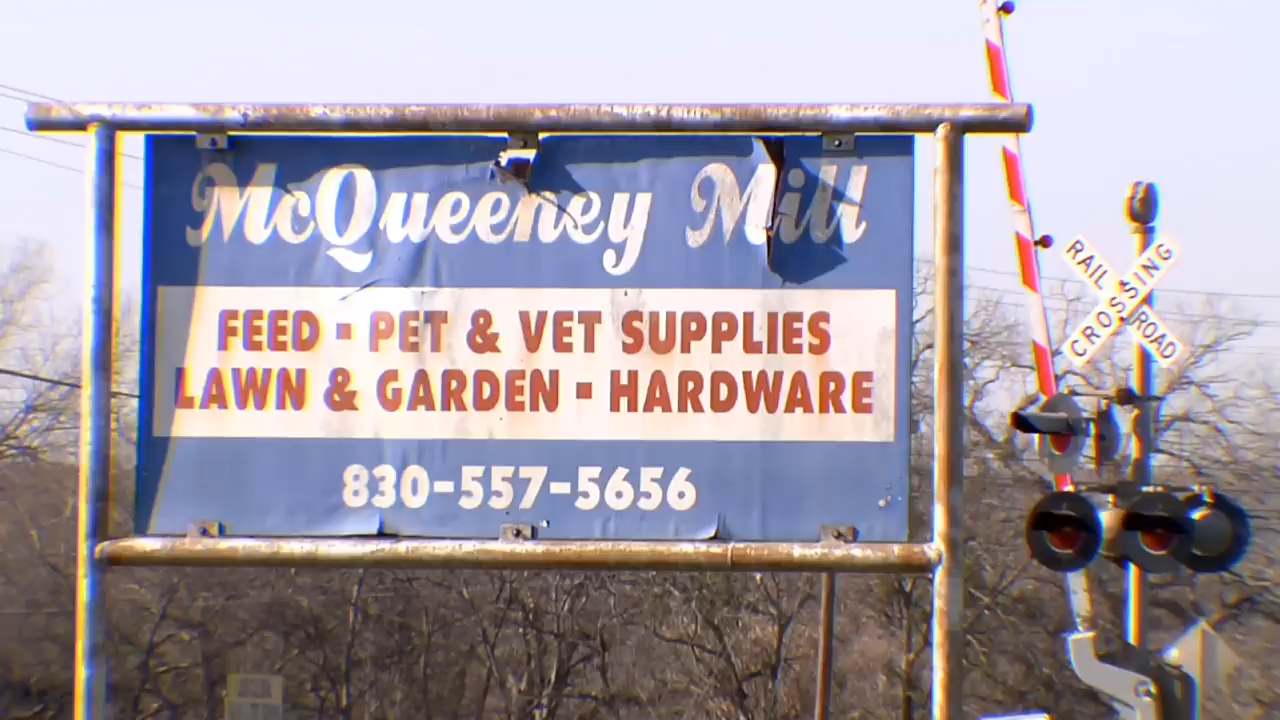 McQueeney Mill
FEED ▪ PET & VET SUPPLIES
LAWN & GARDEN ▪ HARDWARE
830-557-5656
RAIL ROAD
CROSSING